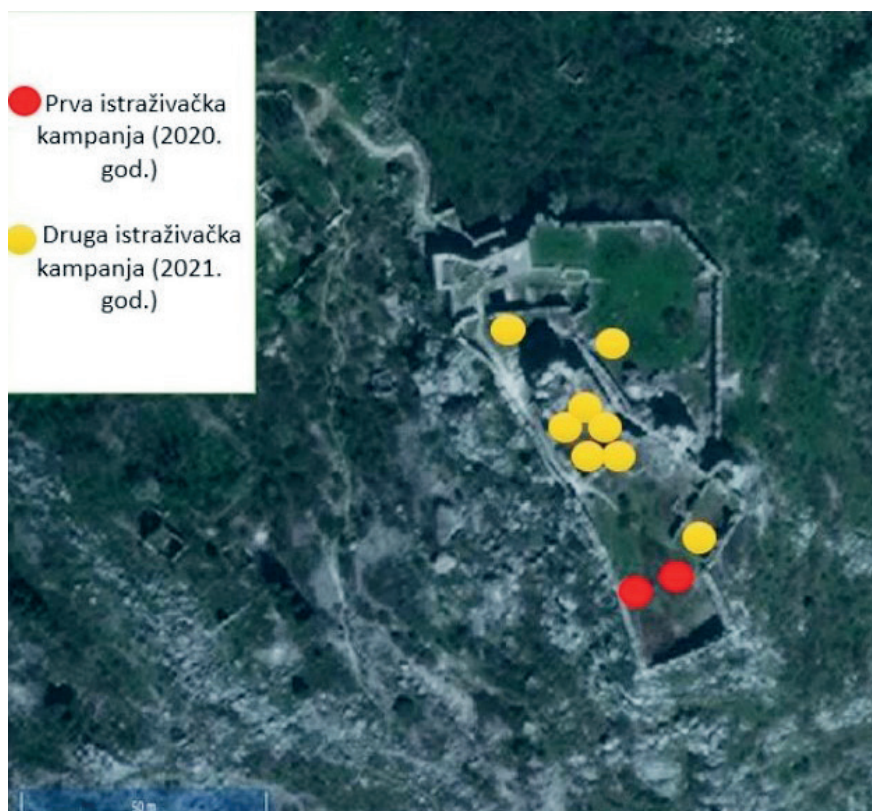 Prva istraživačka
kampanja (2020.
god.)
Druga istraživačka
kampanja (2021.
god.)
50 m